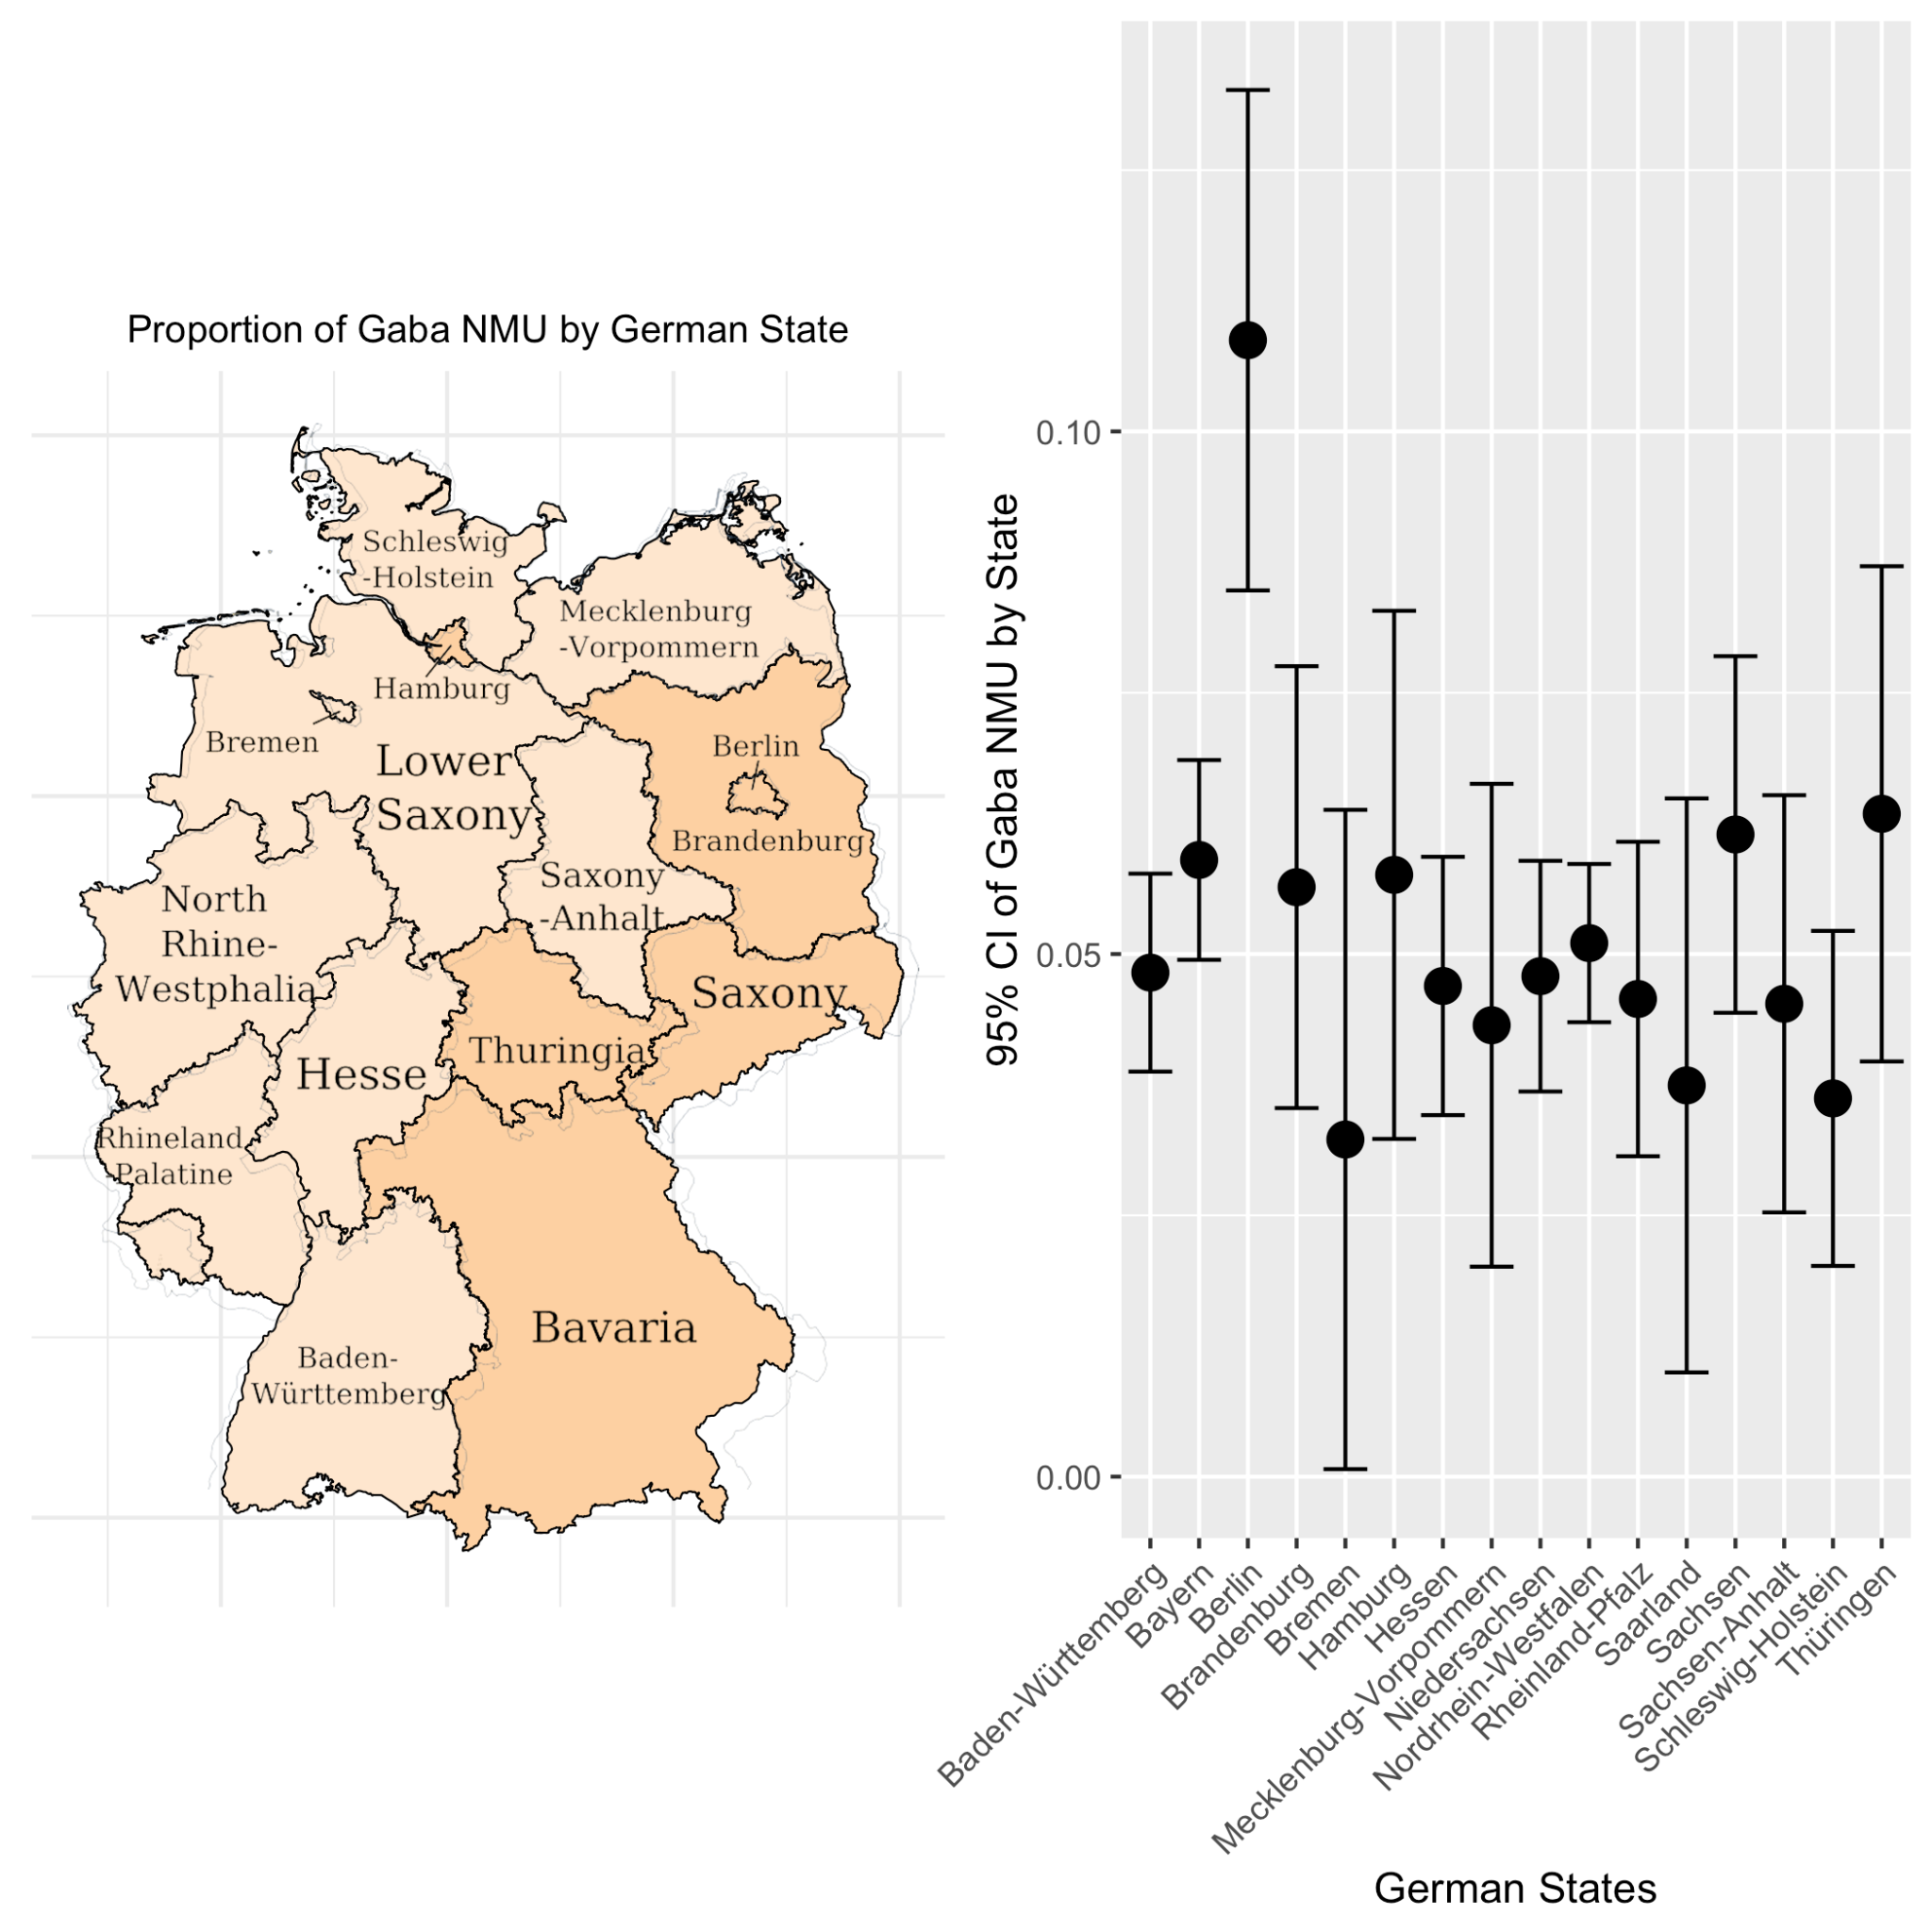 Proportion of Gaba NMU by German State
Schleswig
-Holstein
Mecklenburg
-Vorpommern
Hamburg
Bremen
Lower
Saxony
Berlin
Brandenburg
Saxony
-Anhalt
North
Rhine-
Westphalia
Saxony
Thuringia
Hesse
Rhineland
-Palatine
Bavaria
Baden-
Württemberg
95% CI of Gaba NMU by State
0.10
0.05
0.00
Baden-Württemberg
Bayern
Berlin
Brandenburg
Bremen
Hamburg
Hessen
Mecklenburg-Vorpommern
Niedersachsen
Nordrhein-Westfalen
Rheinland-Pfalz
Saarland
Sachsen
Sachsen-Anhalt
Schleswig-Holstein
Thüringen
German States